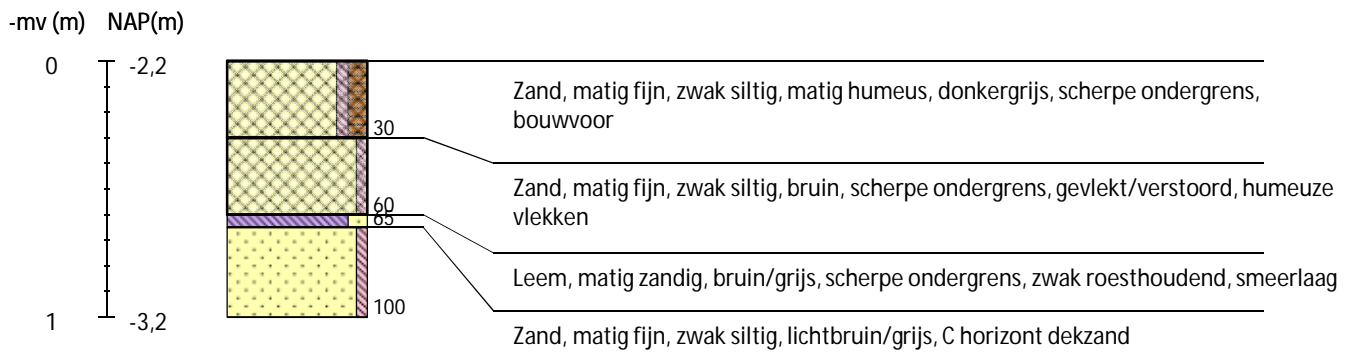 -mv (m) NAP(m)
0 -2,2
Zand, matig fijn, zwak siltig, matig humeus, donkergrijs, scherpe ondergrens,
bouwvoor
30
Zand, matig fijn, zwak siltig, bruin, scherpe ondergrens, gevlekt/verstoord, humeuze
vlekken
60
65
Leem, matig zandig, bruin/grijs, scherpe ondergrens, zwak roesthoudend, smeerlaag
100
1 -3,2
Zand, matig fijn, zwak siltig, lichtbruin/grijs, C horizont dekzand